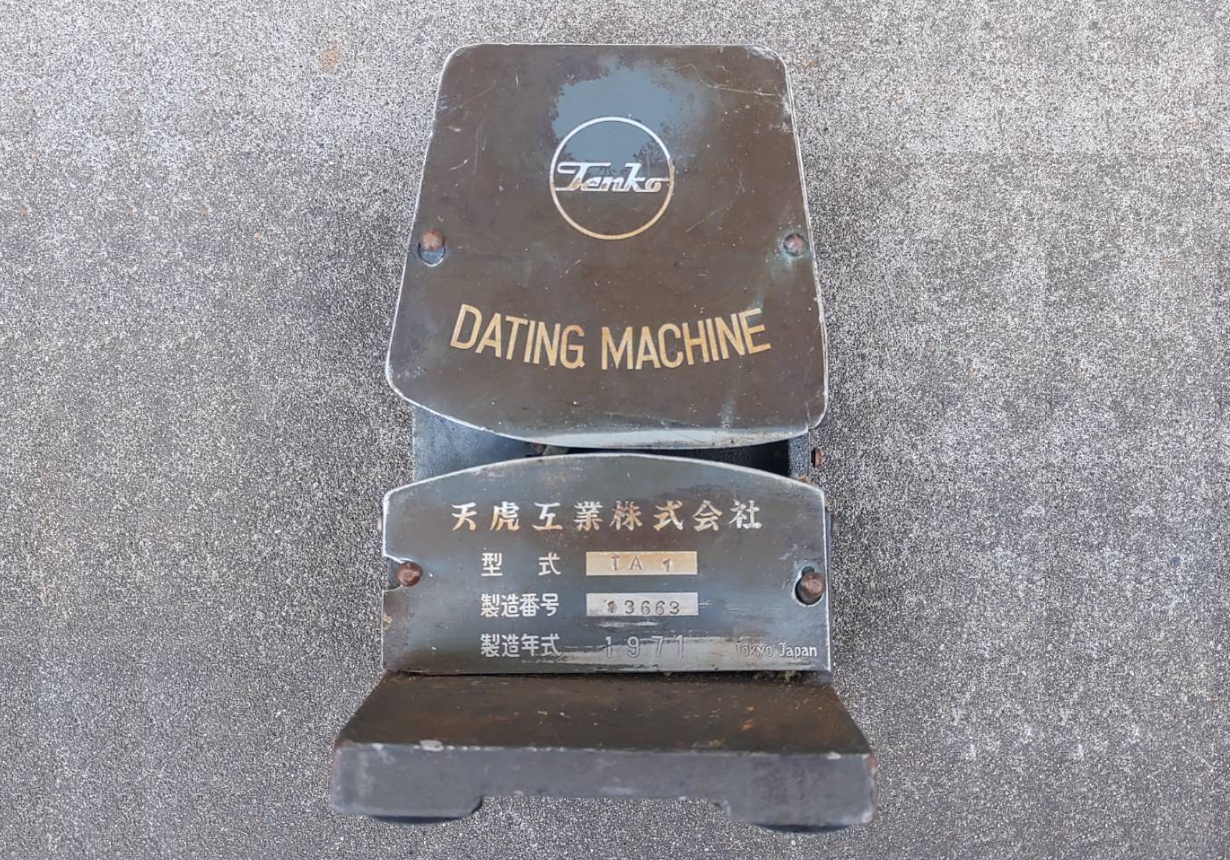 Tenko
DATING MACHINE
天虎工業株式会社
型 式 TA 1
製造番号 13663
製造年式 1971 Tokyo Japan